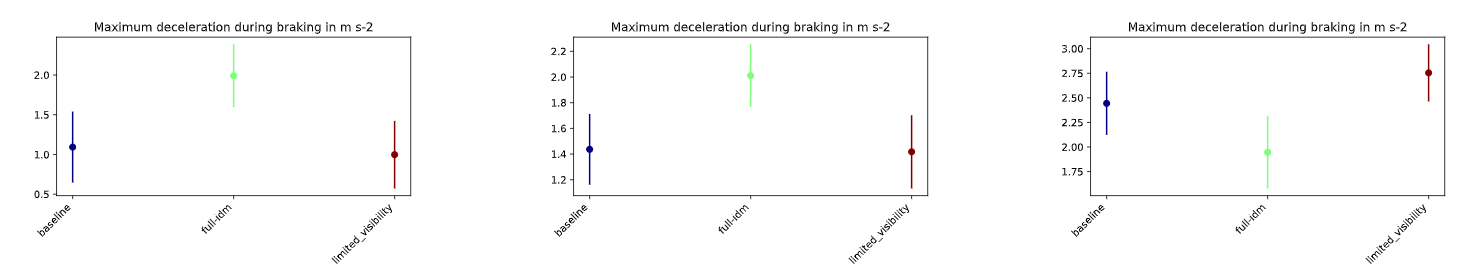 Maximum deceleration during braking in m s-2
2.0
1.5
1.0
0.5
baseline
full-idm
limited_visibility
Maximum deceleration during braking in m s-2
2.2
2.0
1.8
1.6
1.4
1.2
baseline
full-idm
limited_visibility
Maximum deceleration during braking in m s-2
3.00
2.75
2.50
2.25
2.00
1.75
baseline
full-idm
limited_visibility